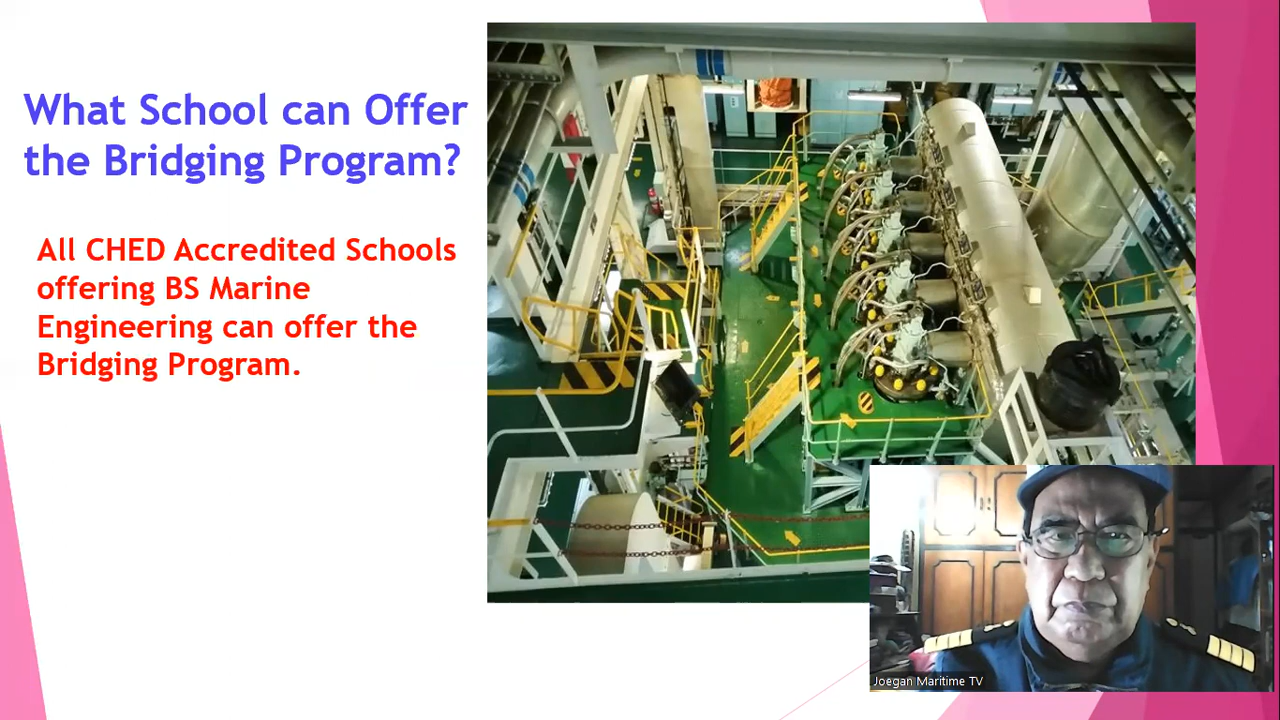 What School can Offer
the Bridging Program?
All CHED Accredited Schools
offering BS Marine
Engineering can offer the
Bridging Program.
Joegan Maritime TV